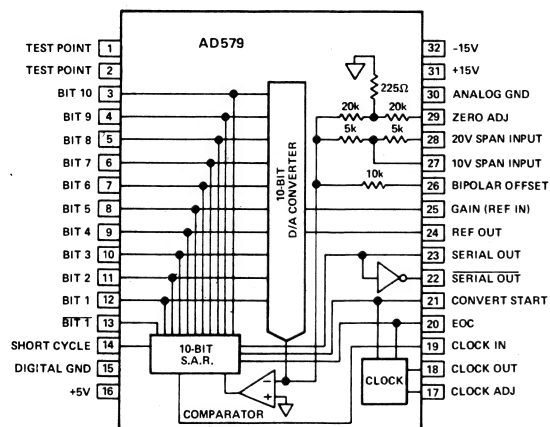 AD579
TEST POINT 1
TEST POINT 2
BIT 10 3
BIT 9 4
BIT 8 5
BIT 7 6
BIT 6 7
BIT 5 8
BIT 4 9
BIT 3 10
BIT 2 11
BIT 1 12
BIT 1 13
SHORT CYCLE 14
DIGITAL GND 15
+5V 16
10-BIT
D/A CONVERTER
10-BIT
S.A.R.
COMPARATOR
−
+
CLOCK
225Ω
20k 20k
5k 5k
10k
32 -15V
31 +15V
30 ANALOG GND
29 ZERO ADJ
28 20V SPAN INPUT
27 10V SPAN INPUT
26 BIPOLAR OFFSET
25 GAIN (REF IN)
24 REF OUT
23 SERIAL OUT
22 SERIAL OUT
21 CONVERT START
20 EOC
19 CLOCK IN
18 CLOCK OUT
17 CLOCK ADJ